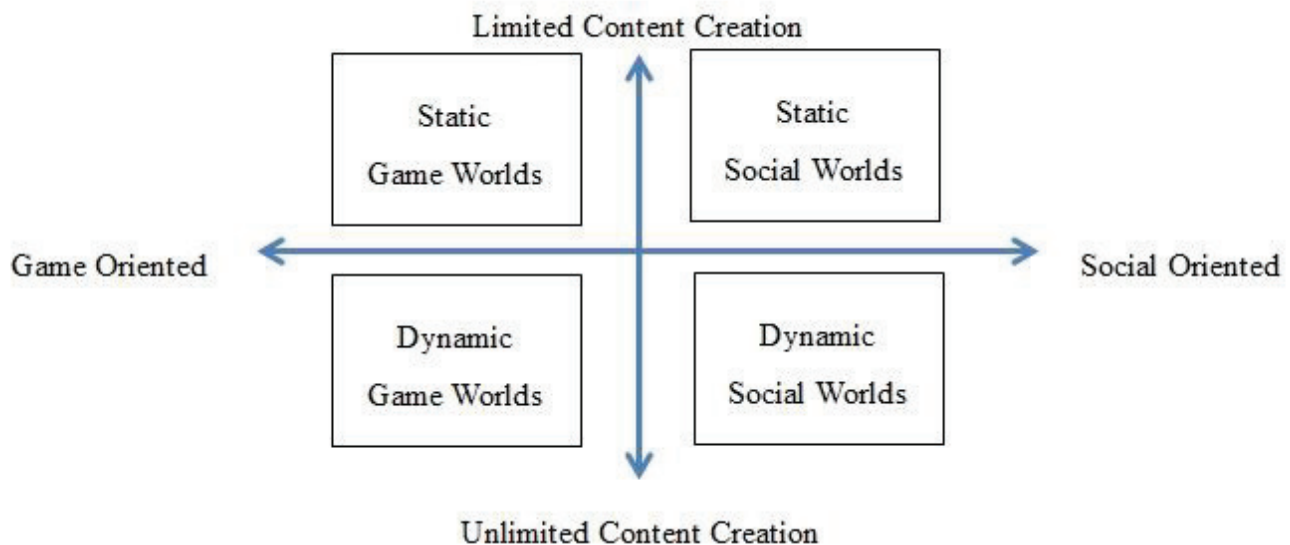 Limited Content Creation
Static
Game Worlds
Static
Social Worlds
Game Oriented
Social Oriented
Dynamic
Game Worlds
Dynamic
Social Worlds
Unlimited Content Creation